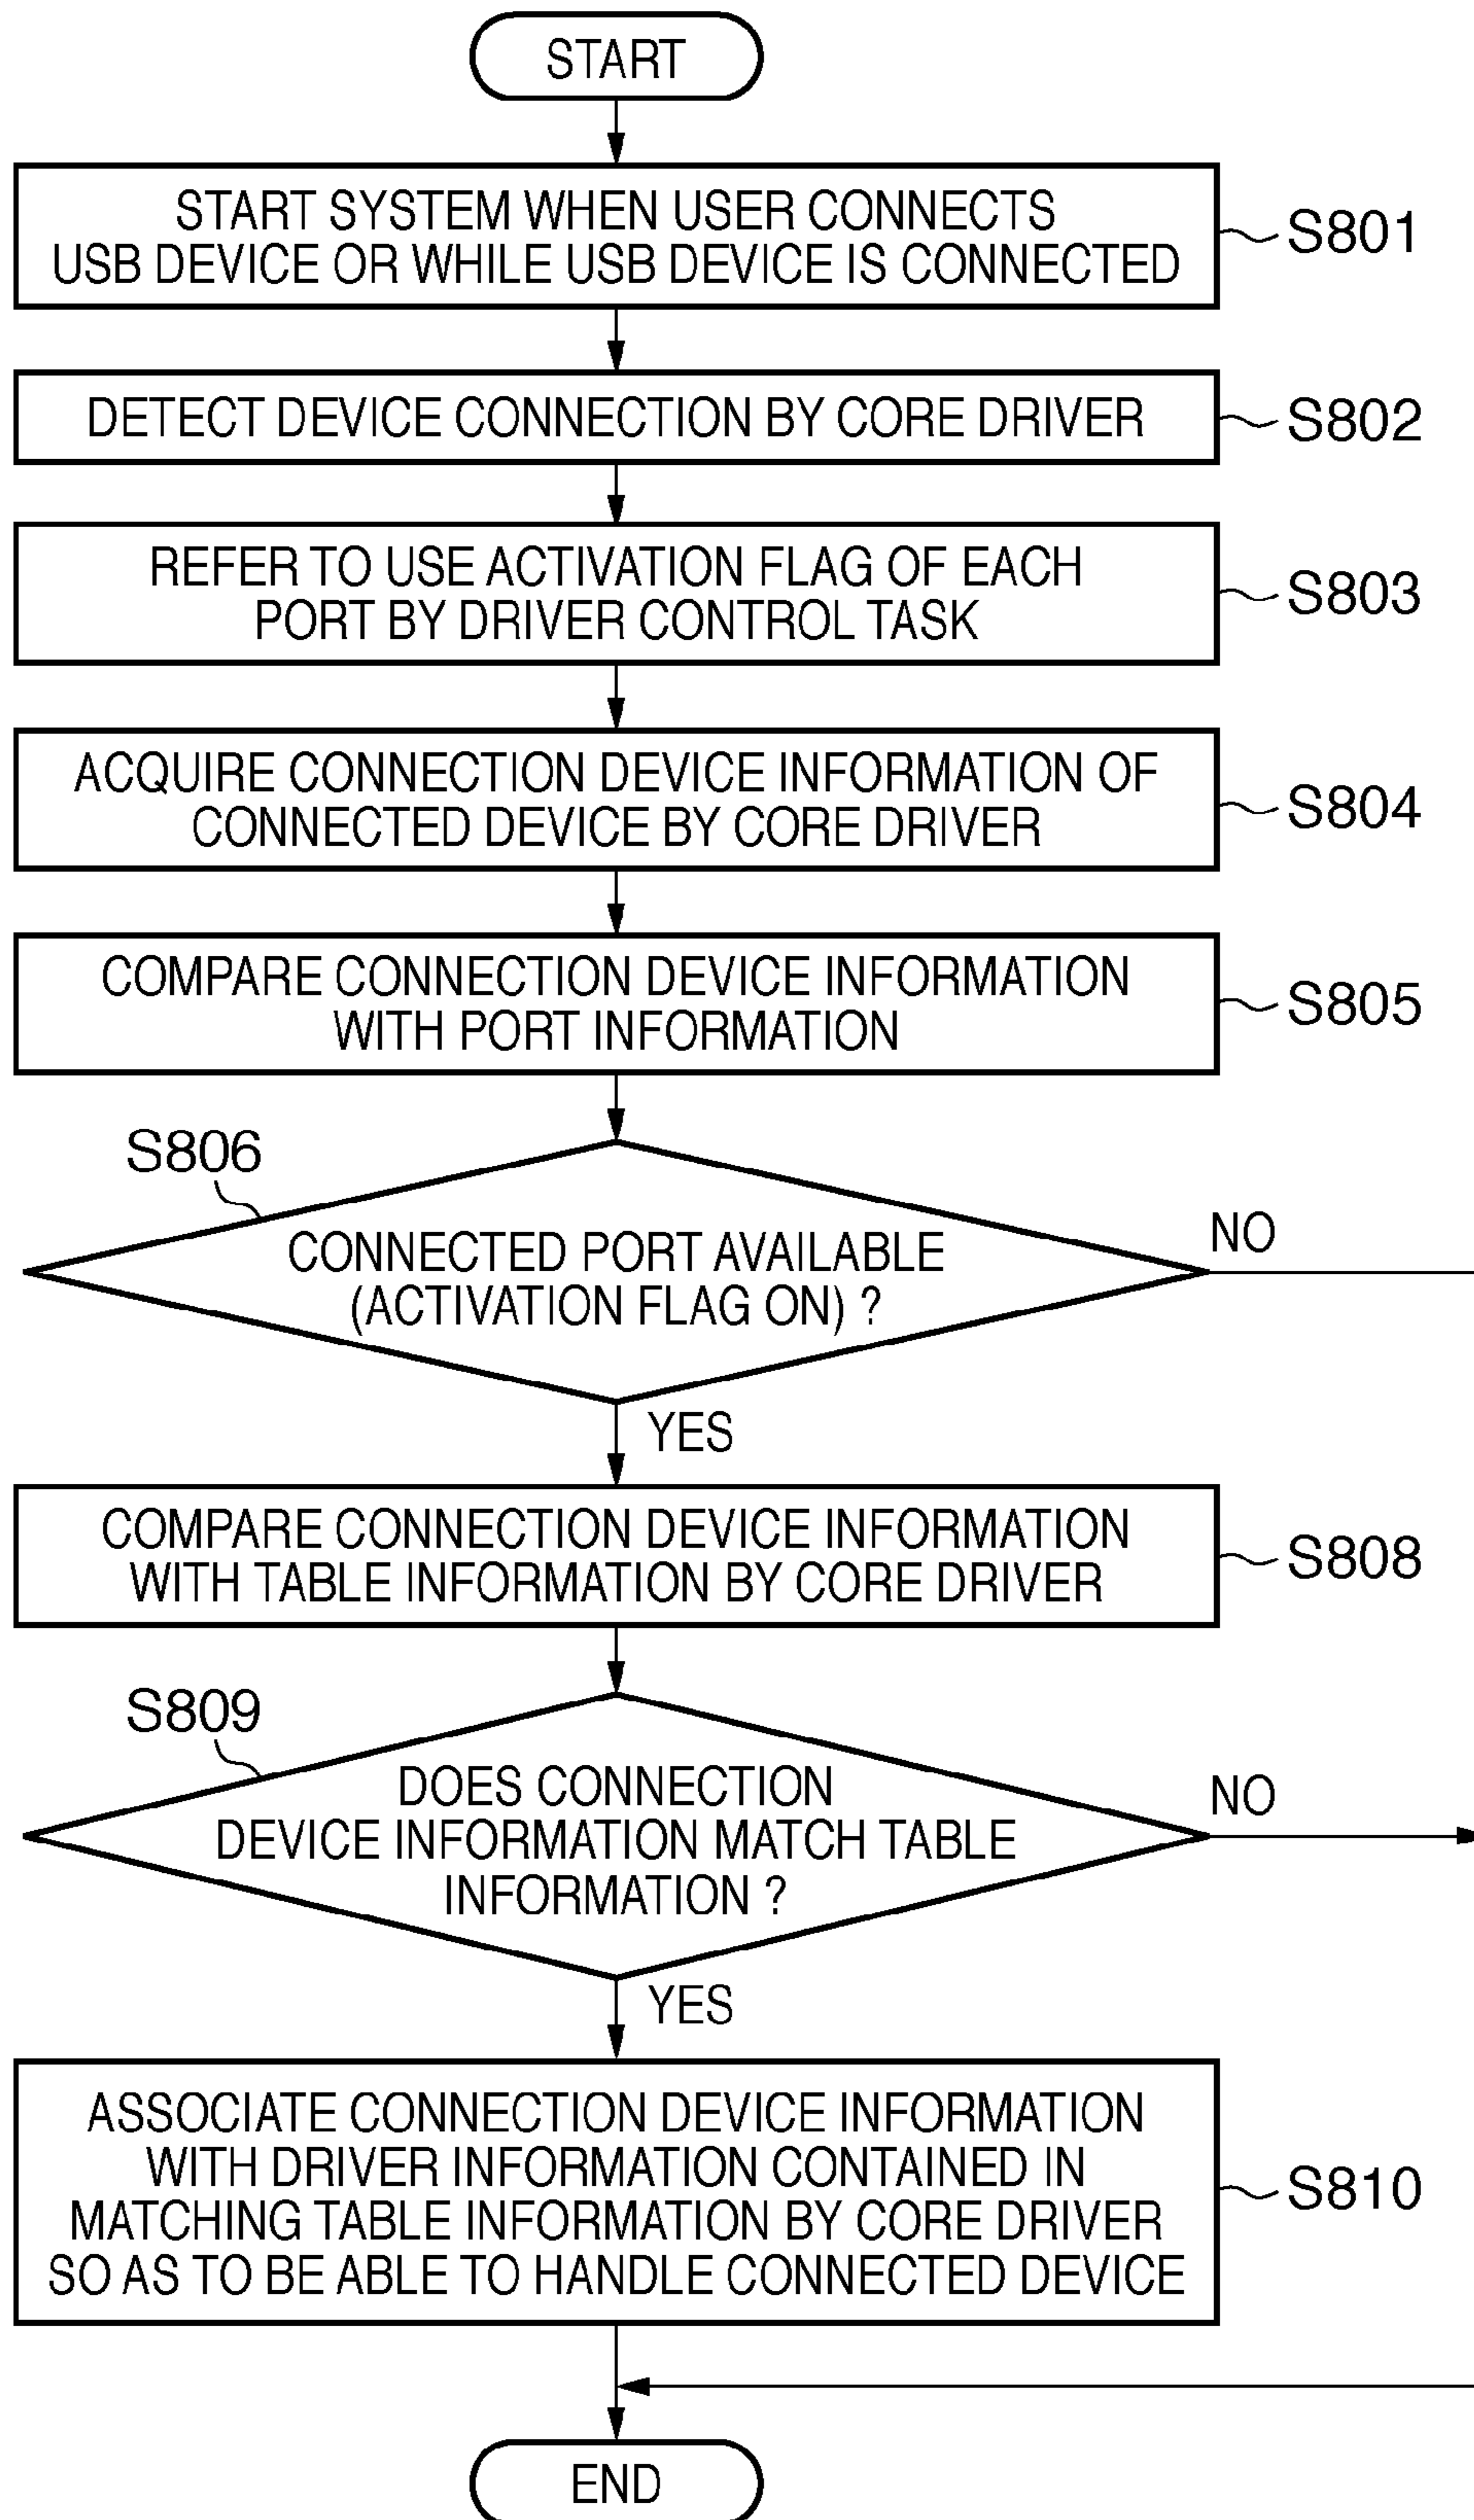 START
START SYSTEM WHEN USER CONNECTS
USB DEVICE OR WHILE USB DEVICE IS CONNECTED
S801
DETECT DEVICE CONNECTION BY CORE DRIVER
S802
REFER TO USE ACTIVATION FLAG OF EACH
PORT BY DRIVER CONTROL TASK
S803
ACQUIRE CONNECTION DEVICE INFORMATION OF
CONNECTED DEVICE BY CORE DRIVER
S804
COMPARE CONNECTION DEVICE INFORMATION
WITH PORT INFORMATION
S805
S806
CONNECTED PORT AVAILABLE
(ACTIVATION FLAG ON) ?
NO
YES
COMPARE CONNECTION DEVICE INFORMATION
WITH TABLE INFORMATION BY CORE DRIVER
S808
S809
DOES CONNECTION
DEVICE INFORMATION MATCH TABLE
INFORMATION ?
NO
YES
ASSOCIATE CONNECTION DEVICE INFORMATION
WITH DRIVER INFORMATION CONTAINED IN
MATCHING TABLE INFORMATION BY CORE DRIVER
SO AS TO BE ABLE TO HANDLE CONNECTED DEVICE
S810
END